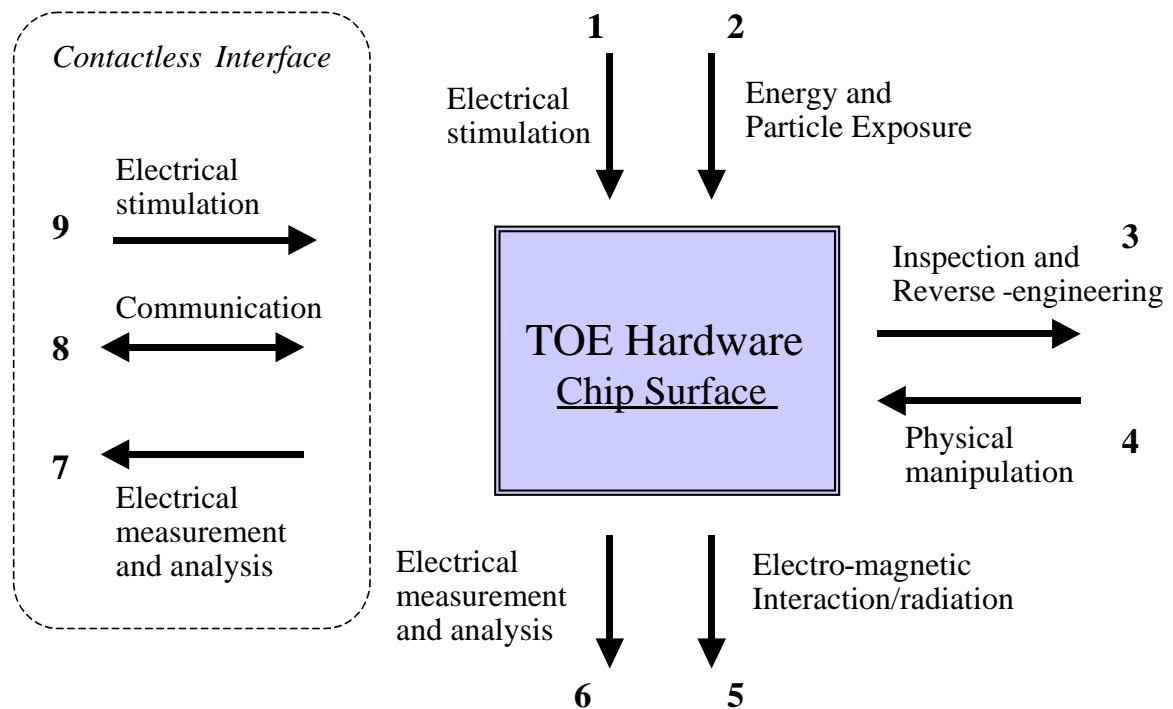 Contactless Interface
Electrical
stimulation
9
Communication
8
7
Electrical
measurement
and analysis
1
2
Electrical
stimulation
Energy and
Particle Exposure
TOE Hardware
Chip Surface
3
Inspection and
Reverse -engineering
Physical
manipulation
4
Electrical
measurement
and analysis
Electro-magnetic
Interaction/radiation
6
5